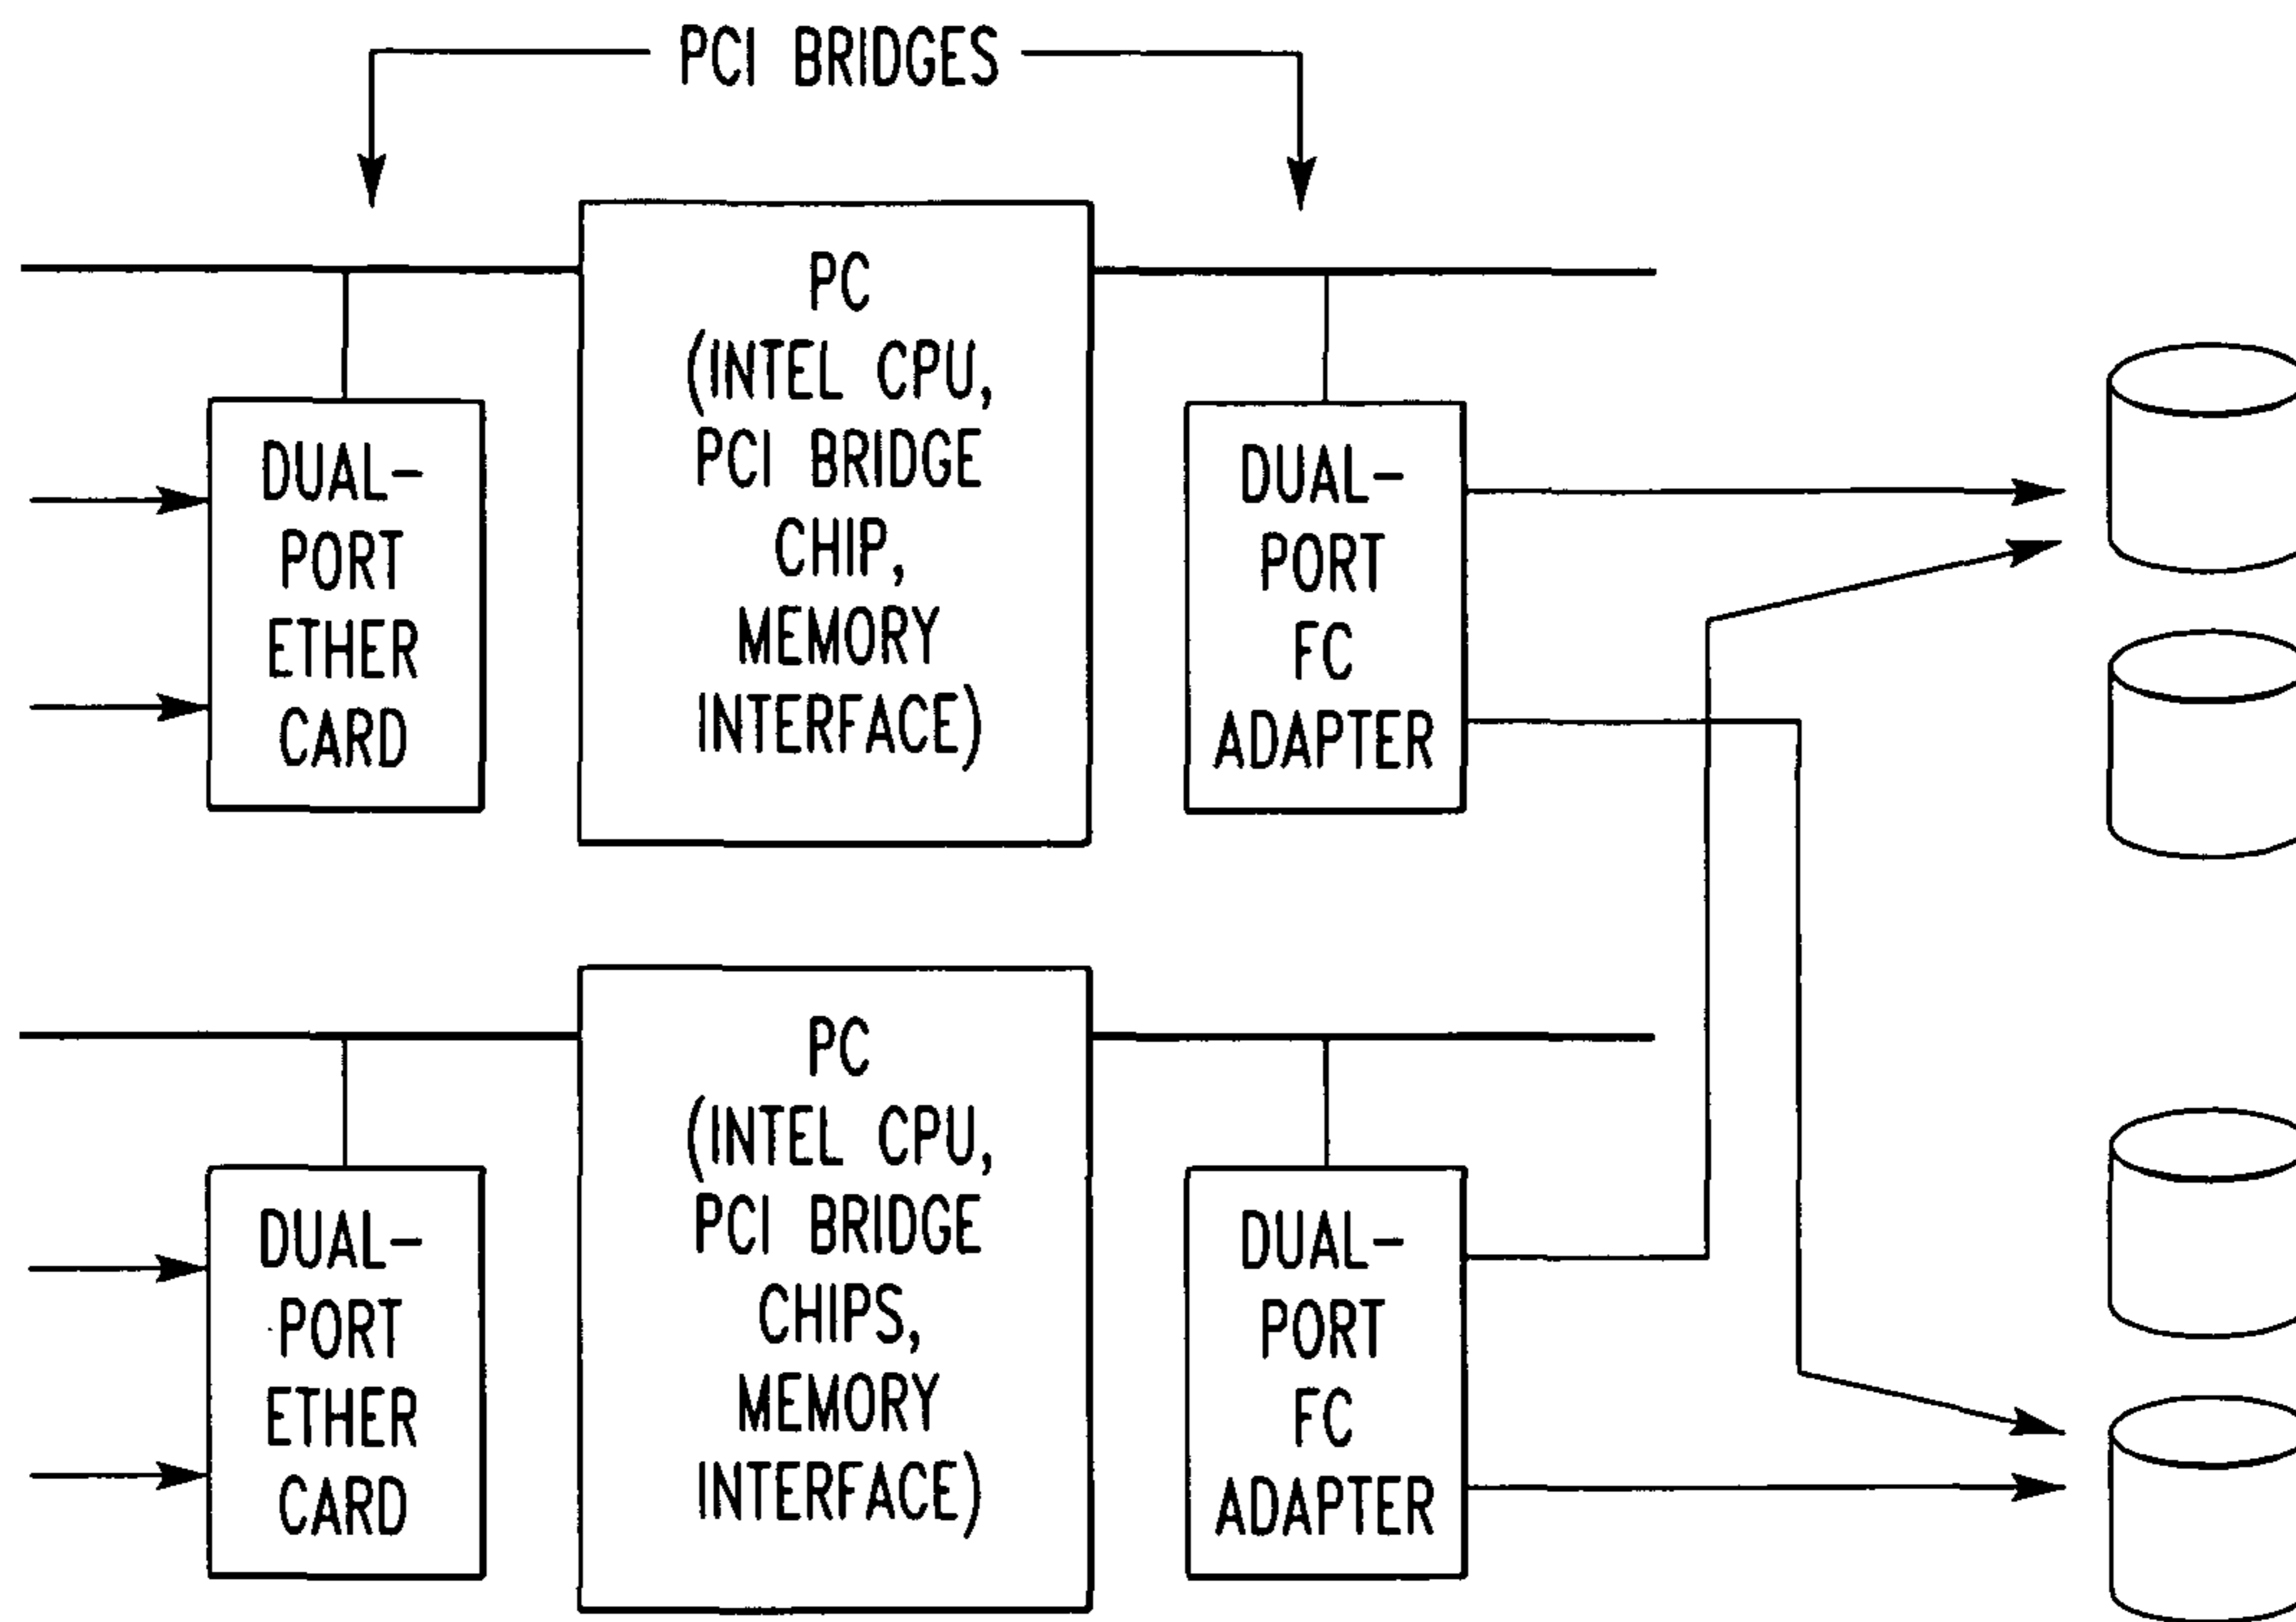 PCI BRIDGES
PC
(INTEL CPU,
PCI BRIDGE
CHIP,
MEMORY
INTERFACE)
DUAL-
PORT
ETHER
CARD
DUAL-
PORT
FC
ADAPTER
PC
(INTEL CPU,
PCI BRIDGE
CHIPS,
MEMORY
INTERFACE)
DUAL-
PORT
ETHER
CARD
DUAL-
PORT
FC
ADAPTER